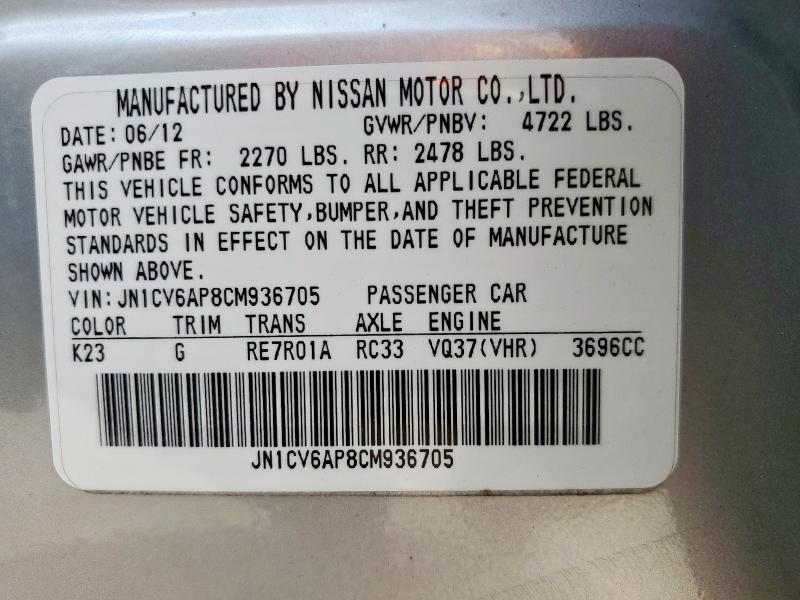 MANUFACTURED BY NISSAN MOTOR CO.,LTD.
DATE: 06/12 GVWR/PNBV: 4722 LBS.
GAWR/PNBE FR: 2270 LBS. RR: 2478 LBS.
THIS VEHICLE CONFORMS TO ALL APPLICABLE FEDERAL
MOTOR VEHICLE SAFETY,BUMPER,AND THEFT PREVENTION
STANDARDS IN EFFECT ON THE DATE OF MANUFACTURE
SHOWN ABOVE.
VIN: JN1CV6AP8CM936705 PASSENGER CAR
COLOR TRIM TRANS AXLE ENGINE
K23 G RE7R01A RC33 VQ37(VHR) 3696CC
JN1CV6AP8CM936705